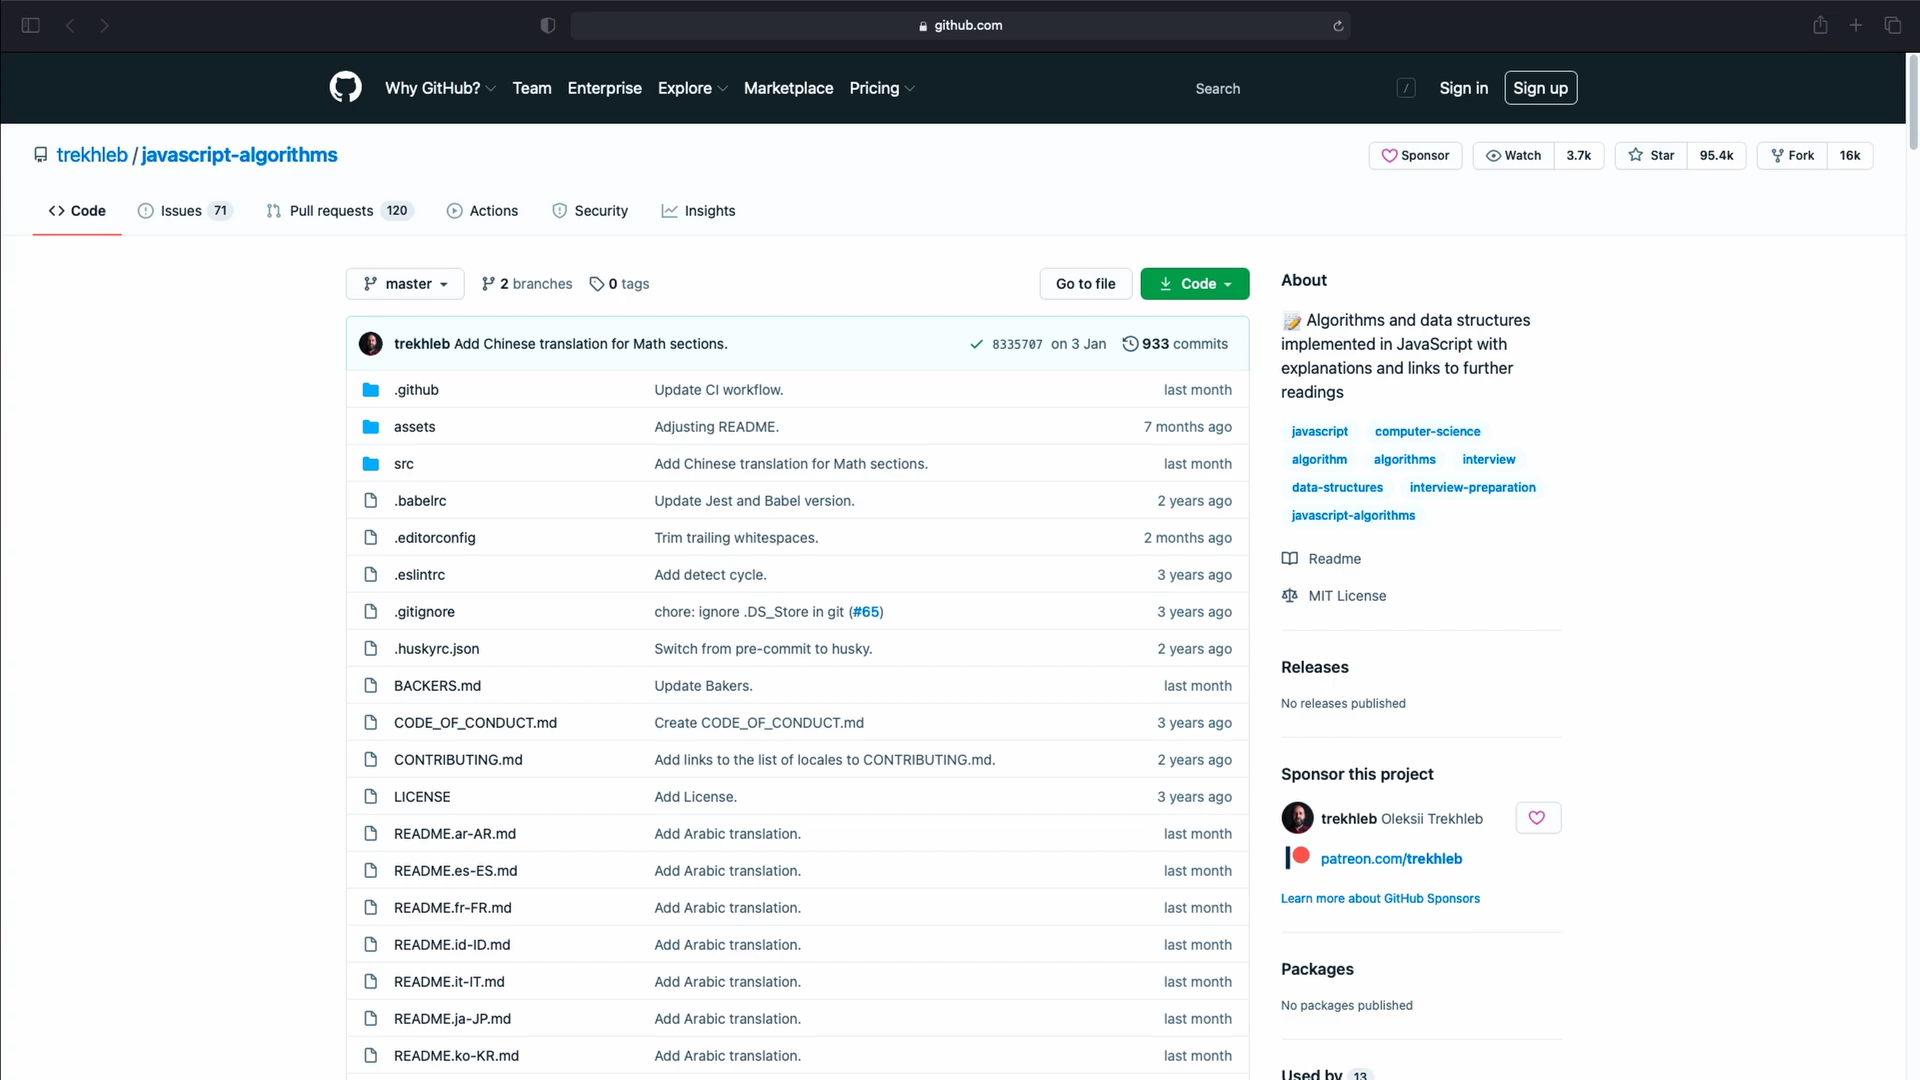 github.com
Why GitHub? Team Enterprise Explore Marketplace Pricing Search / Sign in Sign up
trekhleb / javascript-algorithms Sponsor Watch 3.7k Star 95.4k Fork 16k
Code Issues 71 Pull requests 120 Actions Security Insights
master 2 branches 0 tags Go to file Code
trekhleb Add Chinese translation for Math sections. 8335707 on 3 Jan 933 commits
.github Update CI workflow. last month
assets Adjusting README. 7 months ago
src Add Chinese translation for Math sections. last month
.babelrc Update Jest and Babel version. 2 years ago
.editorconfig Trim trailing whitespaces. 2 months ago
.eslintrc Add detect cycle. 3 years ago
.gitignore chore: ignore .DS_Store in git (#65) 3 years ago
.huskyrc.json Switch from pre-commit to husky. 2 years ago
BACKERS.md Update Bakers. last month
CODE_OF_CONDUCT.md Create CODE_OF_CONDUCT.md 3 years ago
CONTRIBUTING.md Add links to the list of locales to CONTRIBUTING.md. 2 years ago
LICENSE Add License. 3 years ago
README.ar-AR.md Add Arabic translation. last month
README.es-ES.md Add Arabic translation. last month
README.fr-FR.md Add Arabic translation. last month
README.id-ID.md Add Arabic translation. last month
README.it-IT.md Add Arabic translation. last month
README.ja-JP.md Add Arabic translation. last month
README.ko-KR.md Add Arabic translation. last month
About
Algorithms and data structures
implemented in JavaScript with
explanations and links to further
readings
javascript computer-science
algorithm algorithms interview
data-structures interview-preparation
javascript-algorithms
Readme
MIT License
Releases
No releases published
Sponsor this project
trekhleb Oleksii Trekhleb
patreon.com/trekhleb
Learn more about GitHub Sponsors
Packages
No packages published
Used by 13